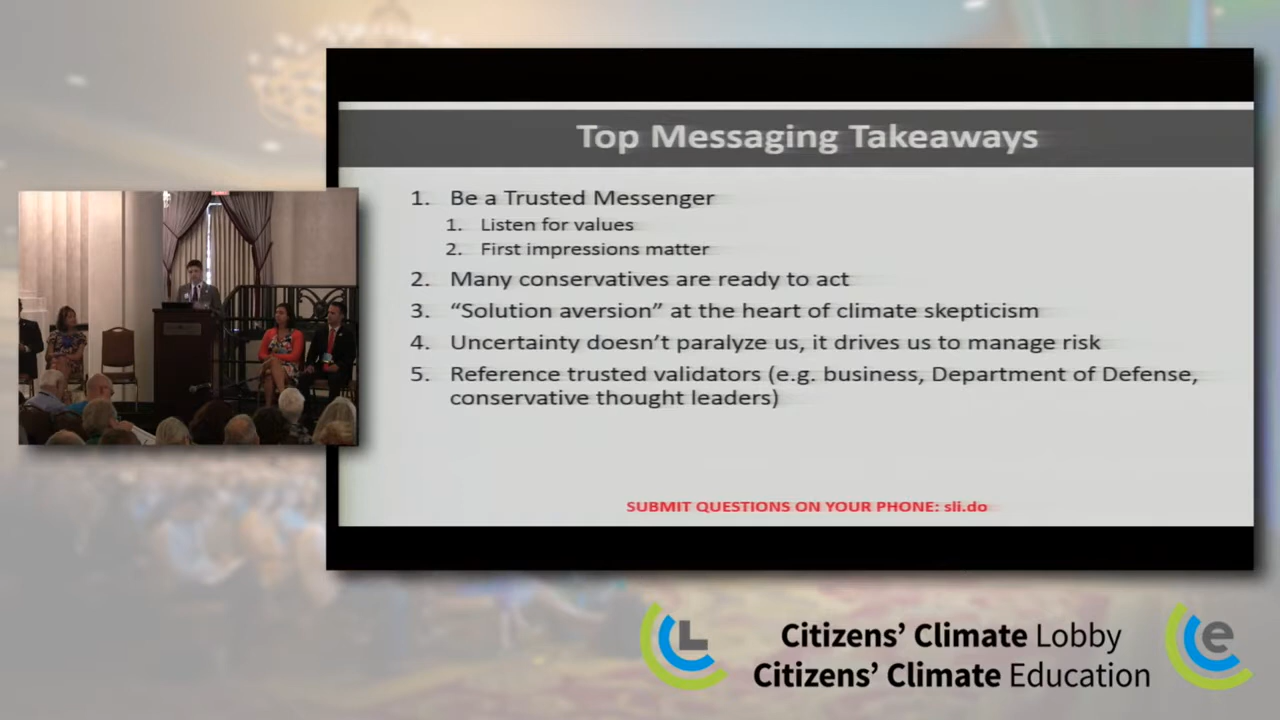 Top Messaging Takeaways
1. Be a Trusted Messenger
1. Listen for values
2. First impressions matter
2. Many conservatives are ready to act
3. “Solution aversion” at the heart of climate skepticism
4. Uncertainty doesn’t paralyze us, it drives us to manage risk
5. Reference trusted validators (e.g. business, Department of Defense,
conservative thought leaders)
SUBMIT QUESTIONS ON YOUR PHONE: sli.do
L
Citizens’ Climate Lobby
Citizens’ Climate Education
e